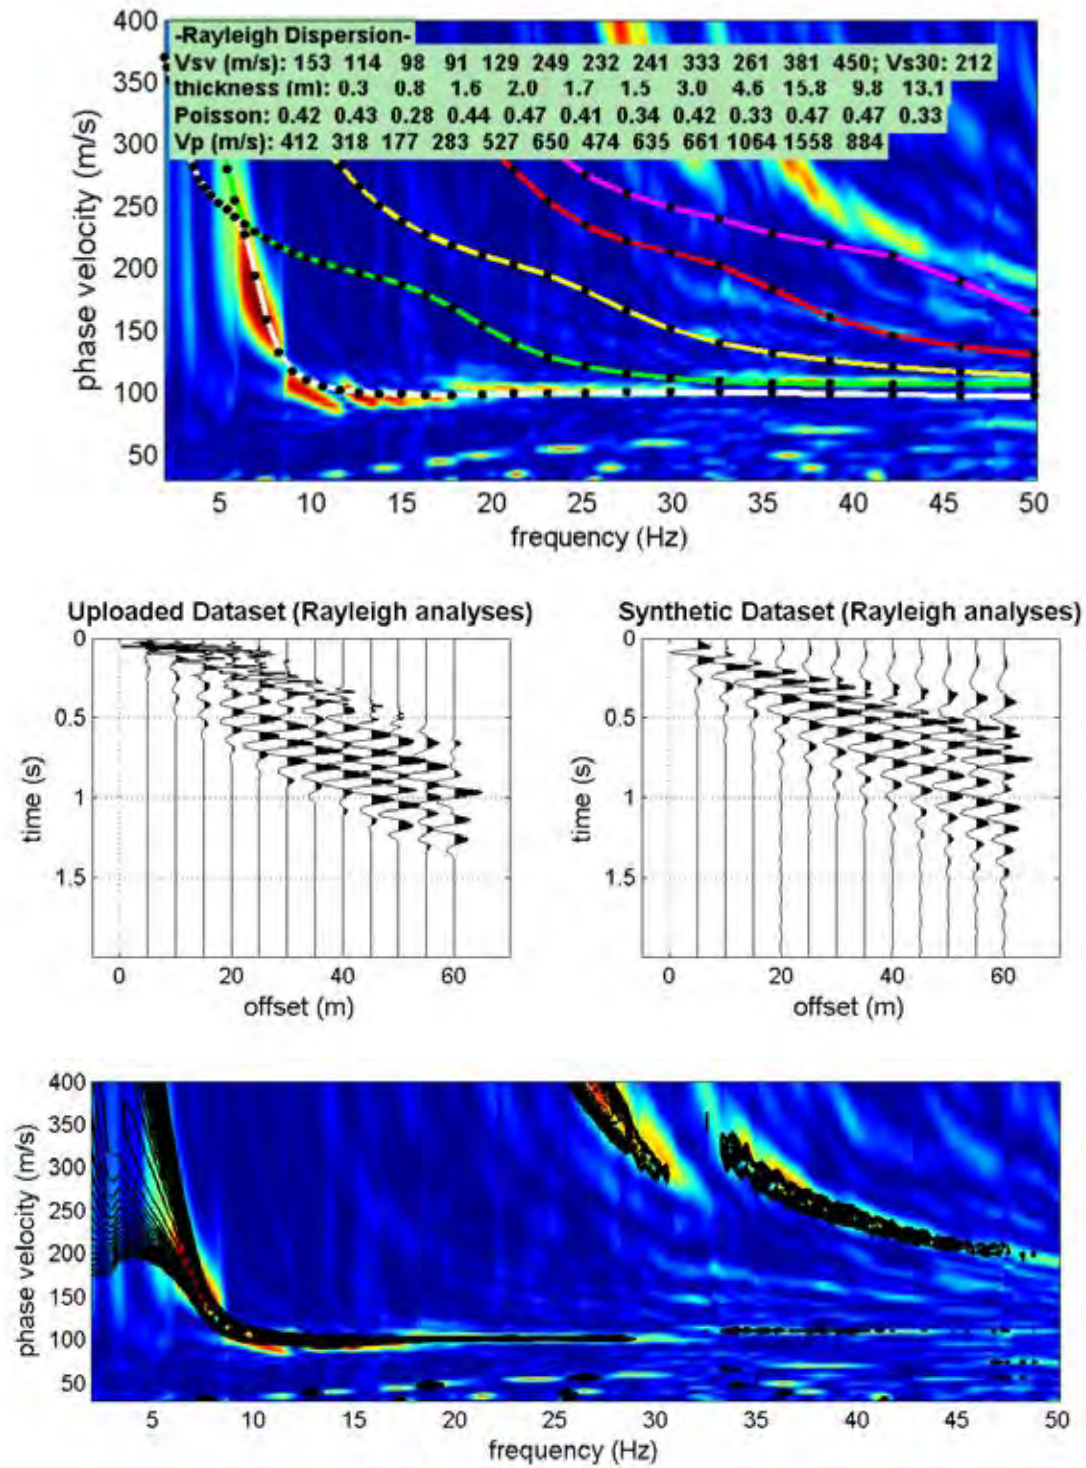 -Rayleigh Dispersion-
Vsv (m/s): 153 114 98 91 129 249 232 241 333 261 381 450; Vs30: 212
thickness (m): 0.3 0.8 1.6 2.0 1.7 1.5 3.0 4.6 15.8 9.8 13.1
Poisson: 0.42 0.43 0.28 0.44 0.47 0.41 0.34 0.42 0.33 0.47 0.47 0.33
Vp (m/s): 412 318 177 283 527 650 474 635 661 1064 1558 884
400
350
300
250
200
150
100
50
phase velocity (m/s)
5 10 15 20 25 30 35 40 45 50
frequency (Hz)
Uploaded Dataset (Rayleigh analyses)
0
0.5
1
1.5
time (s)
0 20 40 60
offset (m)
Synthetic Dataset (Rayleigh analyses)
0
0.5
1
1.5
time (s)
0 20 40 60
offset (m)
400
350
300
250
200
150
100
50
phase velocity (m/s)
5 10 15 20 25 30 35 40 45 50
frequency (Hz)